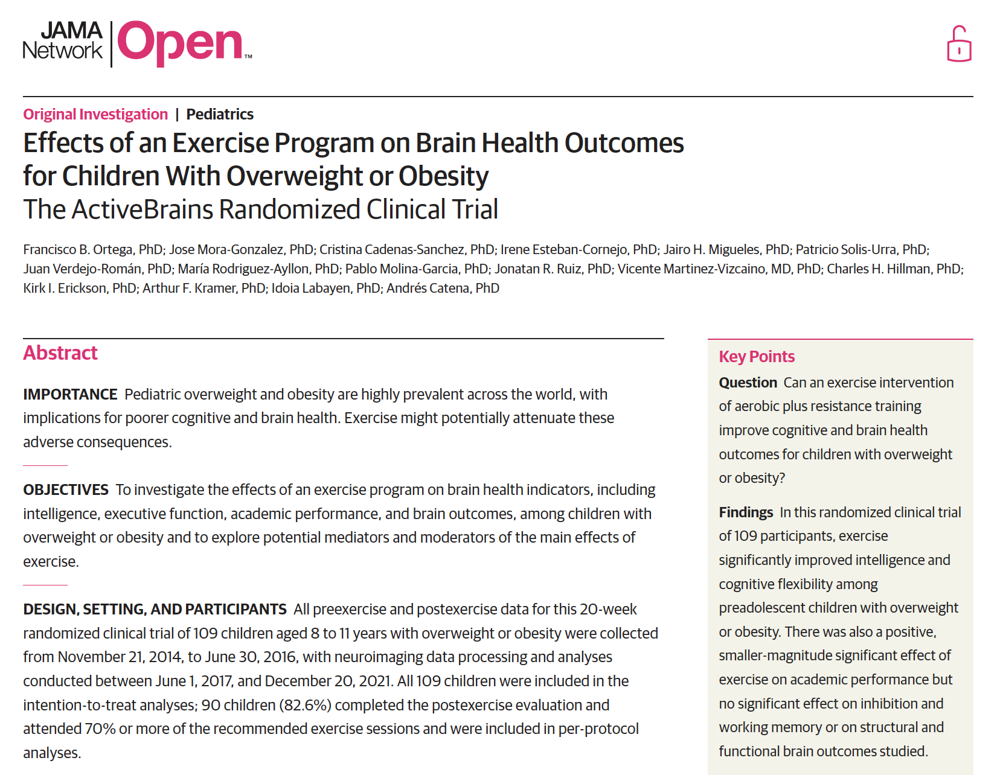 JAMA
Network
Open™
Original Investigation | Pediatrics
Effects of an Exercise Program on Brain Health Outcomes
for Children With Overweight or Obesity
The ActiveBrains Randomized Clinical Trial
Francisco B. Ortega, PhD; Jose Mora-Gonzalez, PhD; Cristina Cadenas-Sanchez, PhD; Irene Esteban-Cornejo, PhD; Jairo H. Migueles, PhD; Patricio Solis-Urra, PhD;
Juan Verdejo-Román, PhD; María Rodriguez-Ayllon, PhD; Pablo Molina-Garcia, PhD; Jonatan R. Ruiz, PhD; Vicente Martinez-Vizcaino, MD, PhD; Charles H. Hillman, PhD;
Kirk I. Erickson, PhD; Arthur F. Kramer, PhD; Idoia Labayen, PhD; Andrés Catena, PhD
Abstract
IMPORTANCE Pediatric overweight and obesity are highly prevalent across the world, with
implications for poorer cognitive and brain health. Exercise might potentially attenuate these
adverse consequences.
OBJECTIVES To investigate the effects of an exercise program on brain health indicators, including
intelligence, executive function, academic performance, and brain outcomes, among children with
overweight or obesity and to explore potential mediators and moderators of the main effects of
exercise.
DESIGN, SETTING, AND PARTICIPANTS All preexercise and postexercise data for this 20-week
randomized clinical trial of 109 children aged 8 to 11 years with overweight or obesity were collected
from November 21, 2014, to June 30, 2016, with neuroimaging data processing and analyses
conducted between June 1, 2017, and December 20, 2021. All 109 children were included in the
intention-to-treat analyses; 90 children (82.6%) completed the postexercise evaluation and
attended 70% or more of the recommended exercise sessions and were included in per-protocol
analyses.
Key Points
Question Can an exercise intervention
of aerobic plus resistance training
improve cognitive and brain health
outcomes for children with overweight
or obesity?
Findings In this randomized clinical trial
of 109 participants, exercise
significantly improved intelligence and
cognitive flexibility among
preadolescent children with overweight
or obesity. There was also a positive,
smaller-magnitude significant effect of
exercise on academic performance but
no significant effect on inhibition and
working memory or on structural and
functional brain outcomes studied.